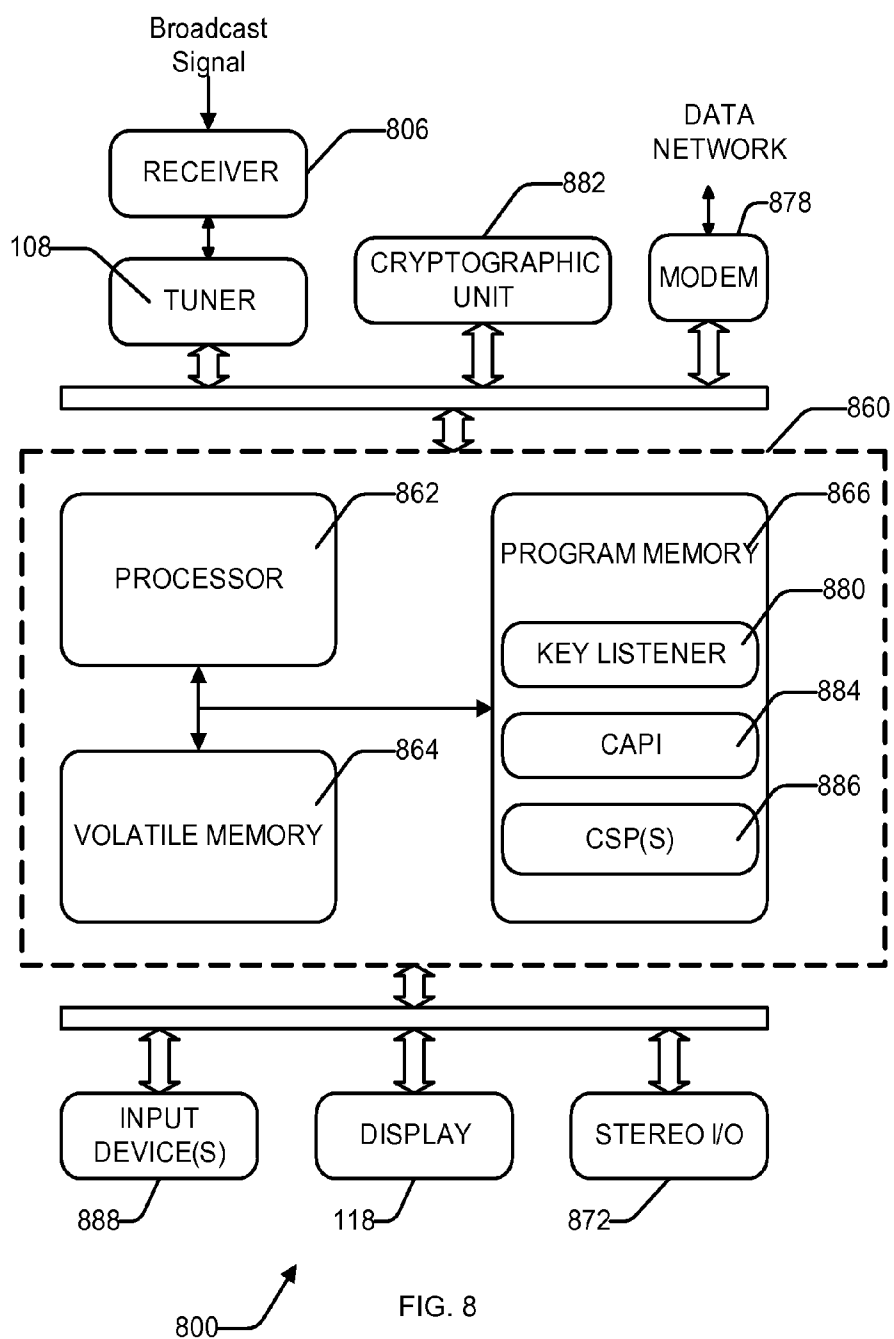 Broadcast
Signal
806
RECEIVER
DATA
NETWORK
882
878
108
TUNER
CRYPTOGRAPHIC
UNIT
MODEM
860
862
866
PROCESSOR
PROGRAM MEMORY
880
KEY LISTENER
884
CAPI
864
886
VOLATILE MEMORY
CSP(S)
INPUT
DEVICE(S)
DISPLAY
STEREO I/O
888
118
872
800
FIG. 8